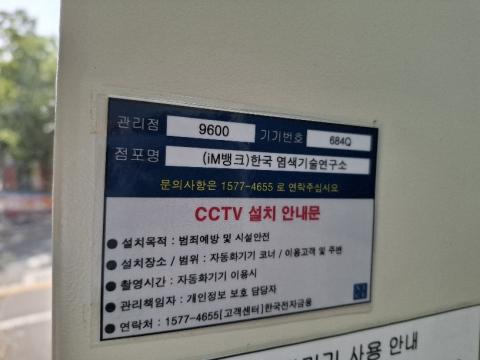 관리점 9600 기기번호 684Q
점포명 (iM뱅크)한국 염색기술연구소
문의사항은 1577-4655 로 연락주십시오
CCTV 설치 안내문
● 설치목적 : 범죄예방 및 시설안전
● 설치장소 / 범위 : 자동화기기 코너 / 이용고객 및 주변
● 촬영시간 : 자동화기기 이용시
● 관리책임자 : 개인정보 보호 담당자
● 연락처 : 1577-4655[고객센터]한국전자금융
사용 안내